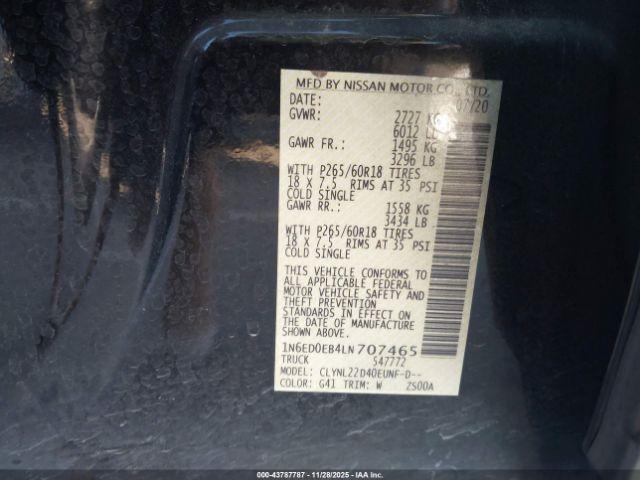 MFD BY NISSAN MOTOR CO., LTD.
DATE: 07/20
GVWR: 2727 KG
6012 LB
GAWR FR.: 1495 KG
3296 LB
WITH P265/60R18 TIRES
18 X 7.5 RIMS AT 35 PSI
COLD SINGLE
GAWR RR.: 1558 KG
3434 LB
WITH P265/60R18 TIRES
18 X 7.5 RIMS AT 35 PSI
COLD SINGLE
THIS VEHICLE CONFORMS TO
ALL APPLICABLE FEDERAL
MOTOR VEHICLE SAFETY AND
THEFT PREVENTION
STANDARDS IN EFFECT ON
THE DATE OF MANUFACTURE
SHOWN ABOVE.
1N6ED0EB4LN707465
TRUCK 547772
MODEL: CLYNL22D40EUNF-D--
COLOR: G41 TRIM: W ZS00A
000-43787787 - 11/28/2025 - IAA Inc.